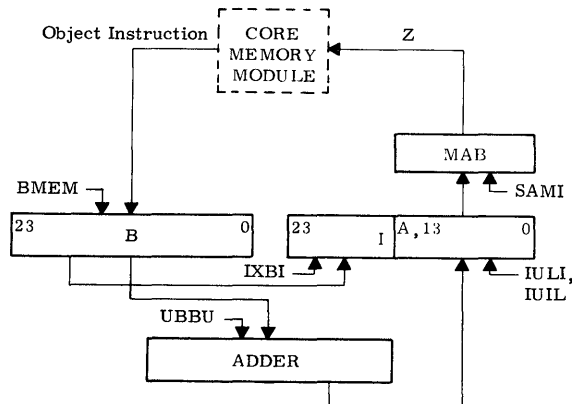 Object Instruction
CORE
MEMORY
MODULE
Z
MAB
BMEM
SAMI
23 B 0
23 I A,13 0
IXBI
IULI,
IUIL
UBBU
ADDER